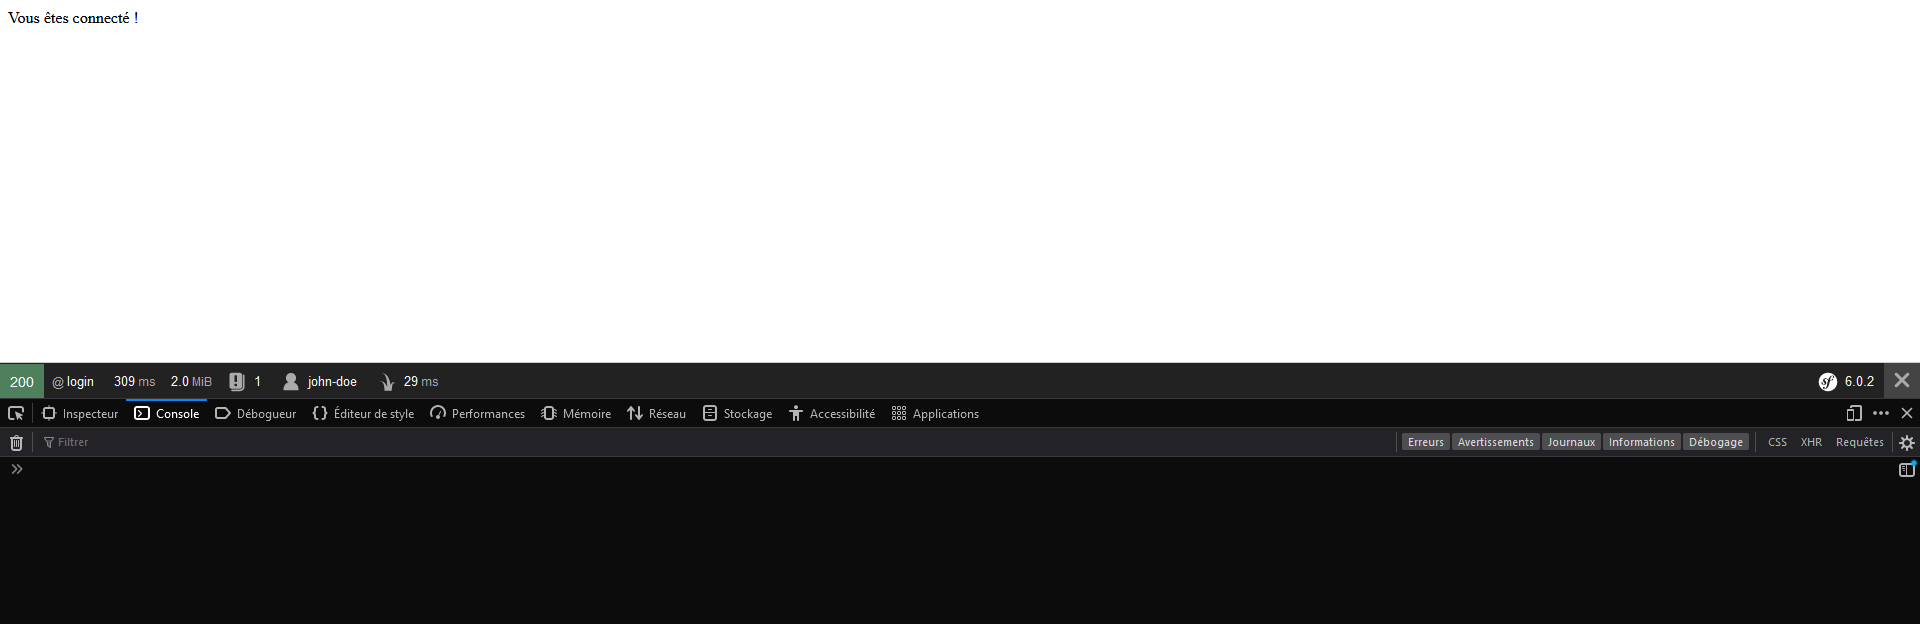 Vous êtes connecté !
200 @ login 309 ms 2.0 MiB 1 john-doe 29 ms sf 6.0.2
Inspecteur Console Débogueur Éditeur de style Performances Mémoire Réseau Stockage Accessibilité Applications
Filtrer Erreurs Avertissements Journaux Informations Débogage CSS XHR Requêtes